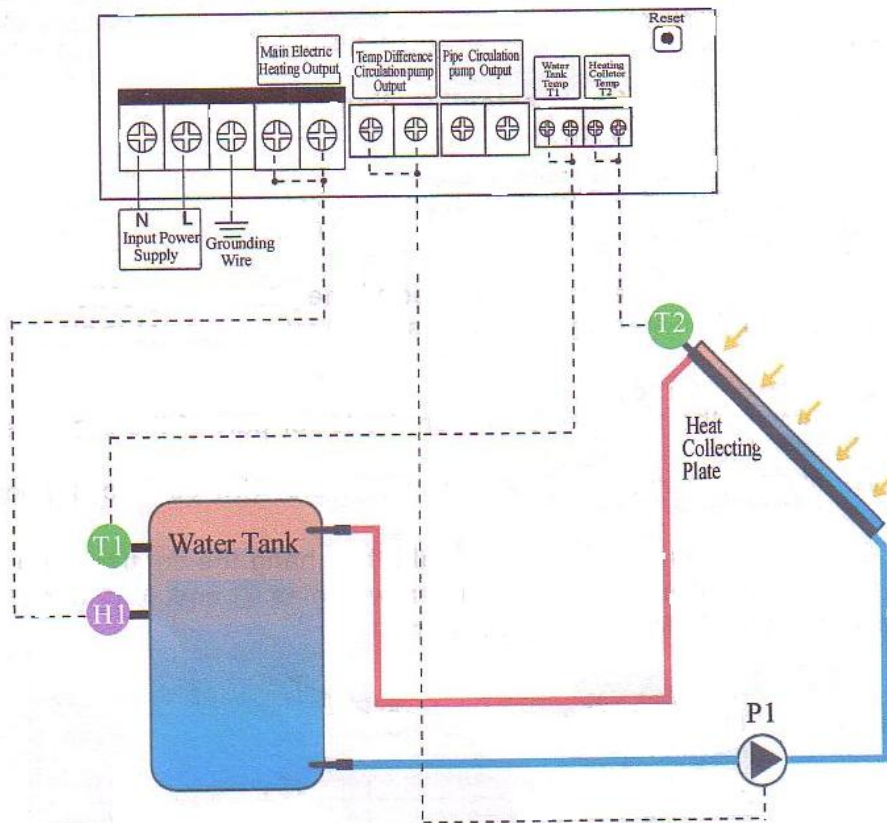 Reset
Main Electric
Heating Output
Temp Difference
Circulation pump
Output
Pipe Circulation
pump Output
Water
Tank
Temp
T1
Heating
Colletor
Temp
T2
N L
Input Power
Supply
Grounding
Wire
T2
Heat
Collecting
Plate
T1
Water Tank
H1
P1